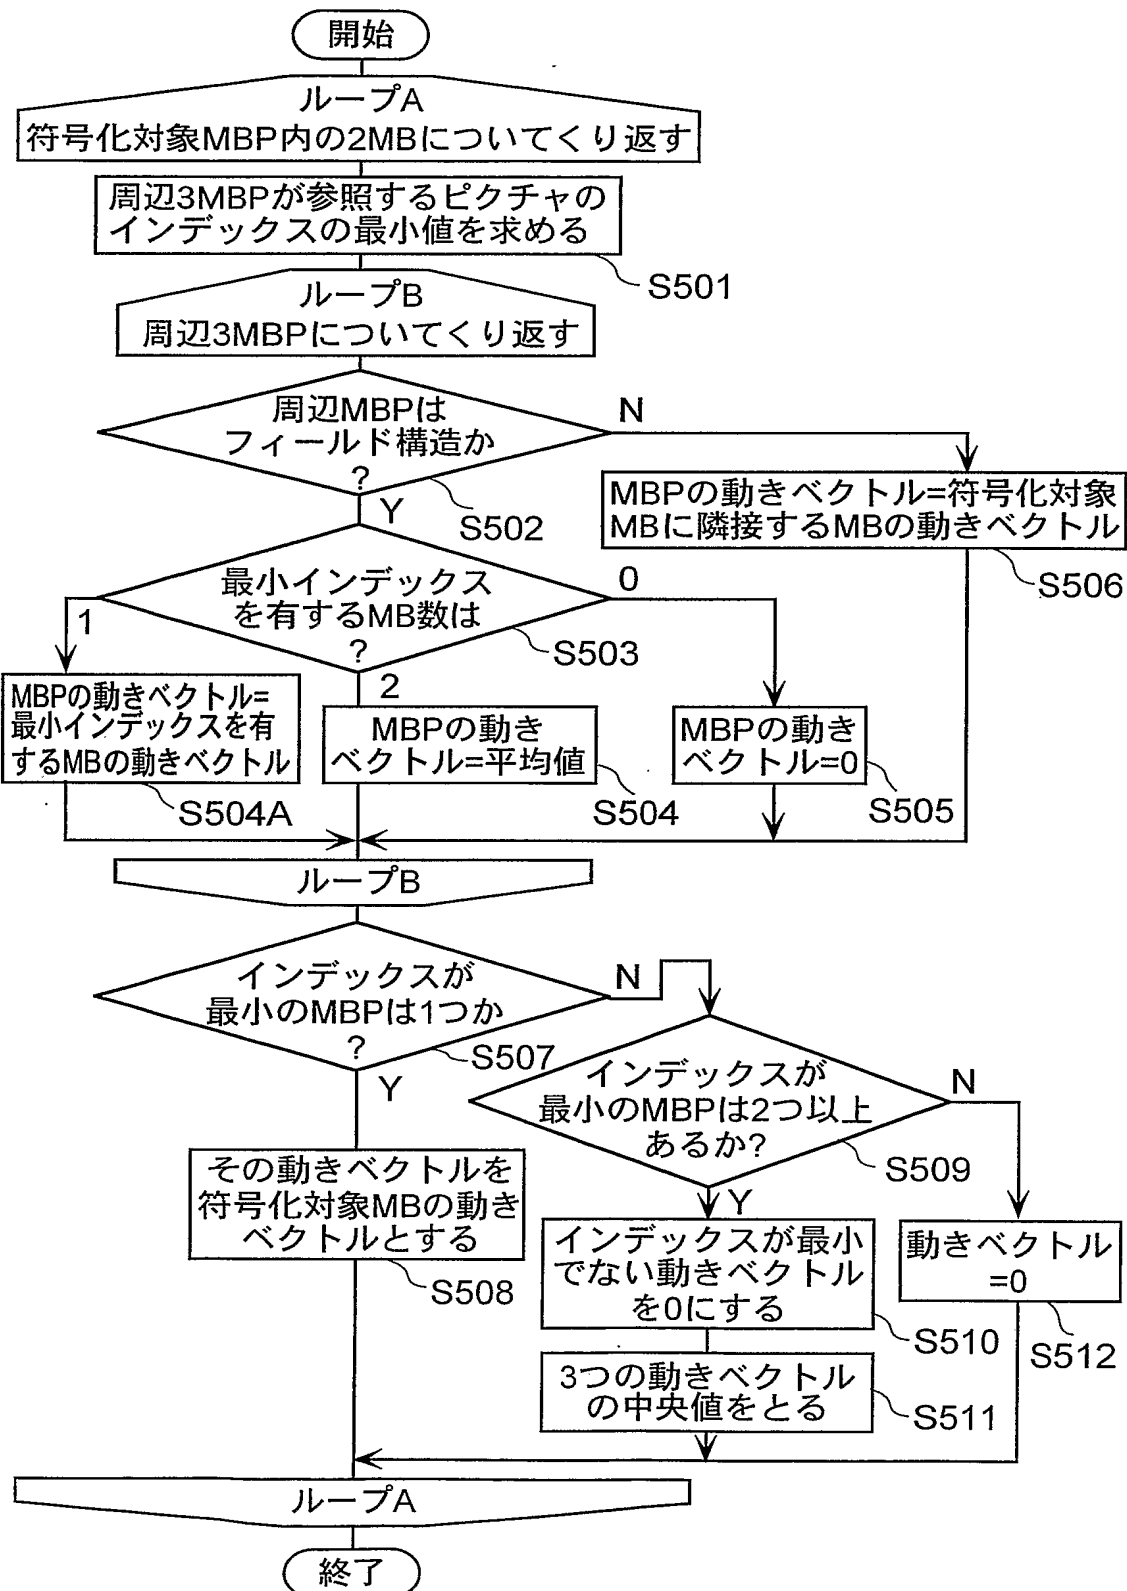 開始
ループA
符号化対象MBP内の2MBについてくり返す
周辺3MBPが参照するピクチャの
インデックスの最小値を求める
S501
ループB
周辺3MBPについてくり返す
周辺MBPは
フィールド構造か
?
N
Y
S502
MBPの動きベクトル=符号化対象
MBに隣接するMBの動きベクトル
S506
最小インデックス
を有するMB数は
?
0
1
2
S503
MBPの動きベクトル=
最小インデックスを有
するMBの動きベクトル
S504A
MBPの動き
ベクトル=平均値
S504
MBPの動き
ベクトル=0
S505
ループB
インデックスが
最小のMBPは1つか
?
N
S507
Y
インデックスが
最小のMBPは2つ以上
あるか?
N
S509
Y
その動きベクトルを
符号化対象MBの動き
ベクトルとする
S508
インデックスが最小
でない動きベクトル
を0にする
S510
動きベクトル
=0
S512
3つの動きベクトル
の中央値をとる
S511
ループA
終了